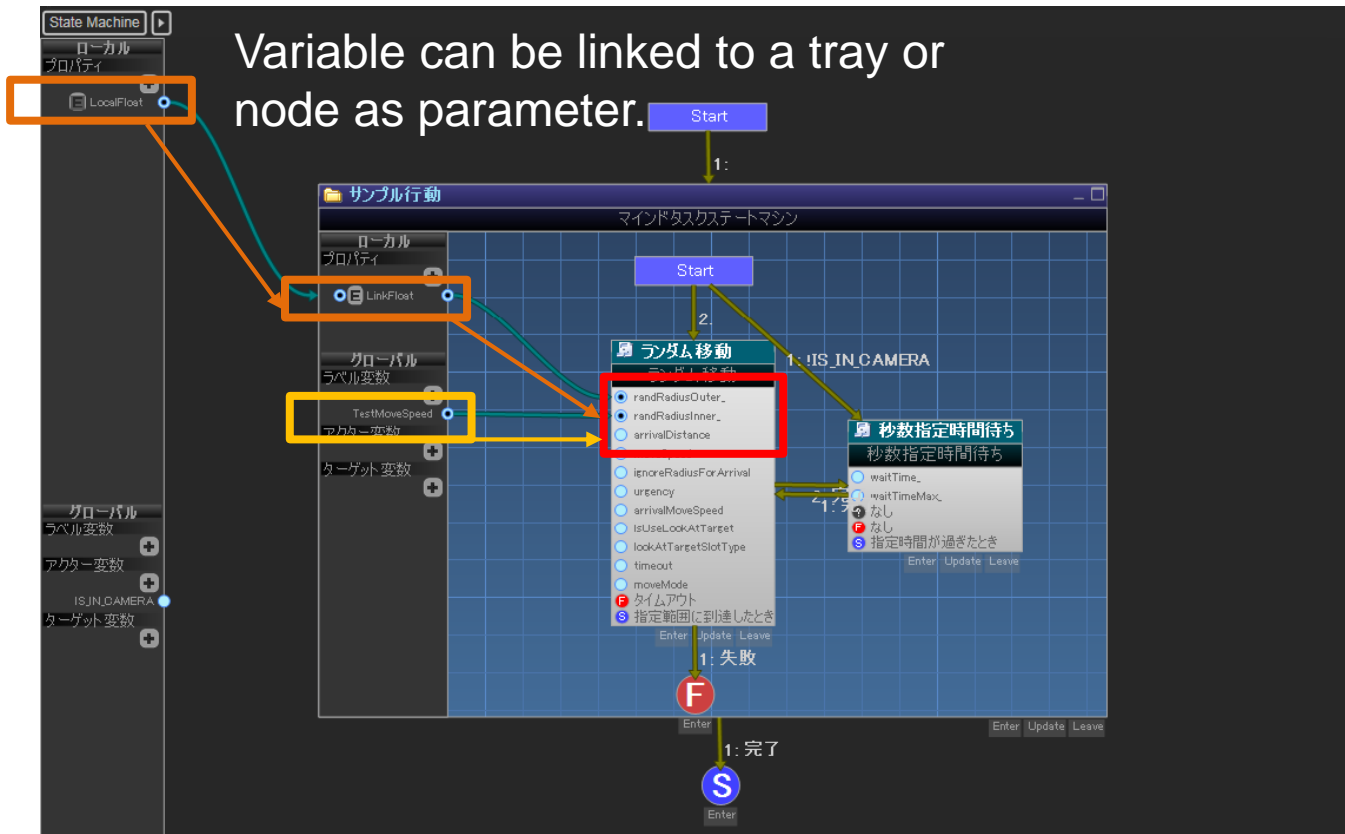 State Machine
ローカル
プロパティ
LocalFloat
Variable can be linked to a tray or
node as parameter.
Start
1:
サンプル行動
マインドタスクステートマシン
ローカル
プロパティ
LinkFloat
グローバル
ラベル変数
TestMoveSpeed
アクター変数
ターゲット変数
Start
2.
1: !IS_IN_CAMERA
ランダム移動
ランダム移動
randRadiusOuter_
randRadiusInner_
arrivalDistance
ignoreRadiusForArrival
urgency
arrivalMoveSpeed
IsUseLookAtTarget
lookAtTargetSlotType
timeout
moveMode
タイムアウト
指定範囲に到達したとき
Enter Update Leave
秒数指定時間待ち
秒数指定時間待ち
waitTime_
waitTimeMax_
なし
なし
指定時間が過ぎたとき
Enter Update Leave
1: 失敗
F
Enter
Enter Update Leave
1: 完了
S
Enter
グローバル
ラベル変数
アクター変数
IS_IN_CAMERA
ターゲット変数